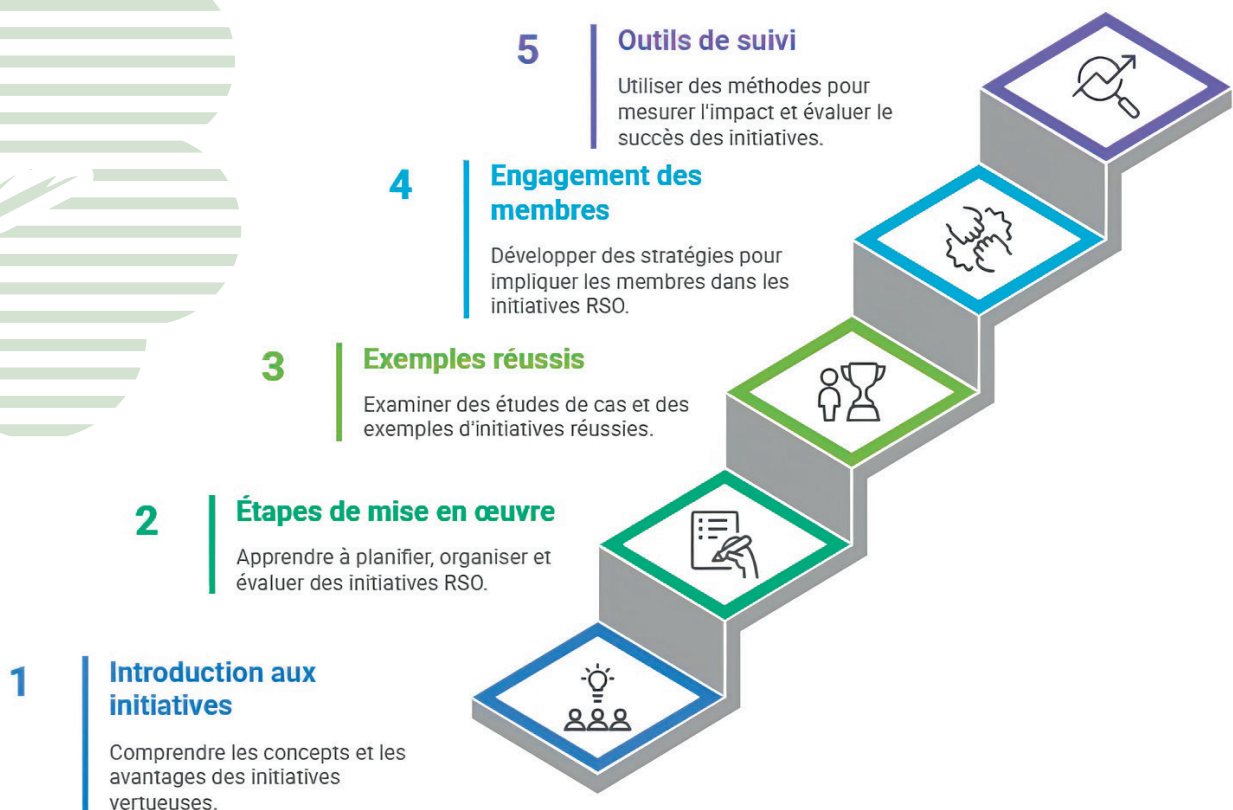 5
Outils de suivi
Utiliser des méthodes pour
mesurer l'impact et évaluer le
succès des initiatives.
4
Engagement des
membres
Développer des stratégies pour
impliquer les membres dans les
initiatives RSO.
3
Exemples réussis
Examiner des études de cas et des
exemples d'initiatives réussies.
2
Étapes de mise en œuvre
Apprendre à planifier, organiser et
évaluer des initiatives RSO.
1
Introduction aux
initiatives
Comprendre les concepts et les
avantages des initiatives
vertueuses.